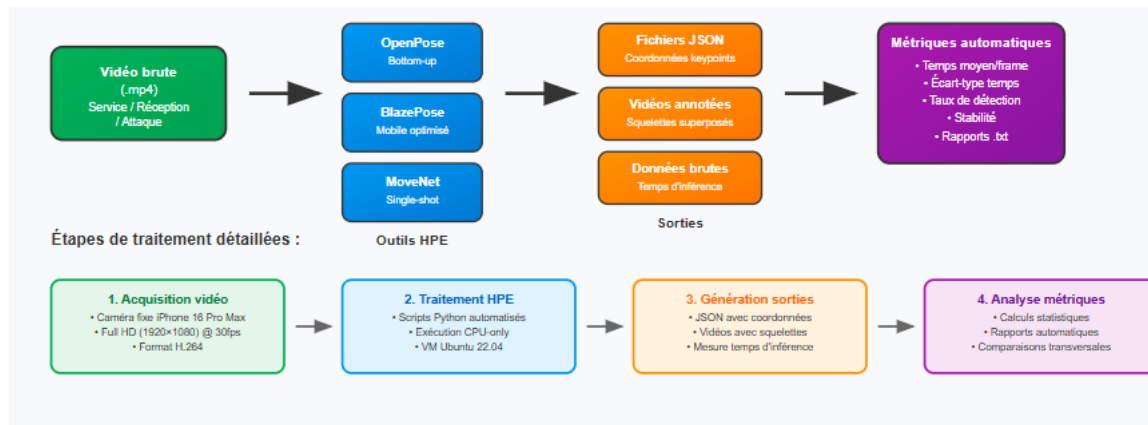 Vidéo brute
(.mp4)
Service / Réception
/ Attaque
OpenPose
Bottom-up
BlazePose
Mobile optimisé
MoveNet
Single-shot
Outils HPE
Fichiers JSON
Coordonnées keypoints
Vidéos annotées
Squelettes superposés
Données brutes
Temps d'inférence
Sorties
Métriques automatiques
• Temps moyen/frame
• Écart-type temps
• Taux de détection
• Stabilité
• Rapports .txt
Étapes de traitement détaillées :
1. Acquisition vidéo
• Caméra fixe iPhone 16 Pro Max
• Full HD (1920×1080) @ 30fps
• Format H.264
2. Traitement HPE
• Scripts Python automatisés
• Exécution CPU-only
• VM Ubuntu 22.04
3. Génération sorties
• JSON avec coordonnées
• Vidéos avec squelettes
• Mesure temps d'inférence
4. Analyse métriques
• Calculs statistiques
• Rapports automatiques
• Comparaisons transversales